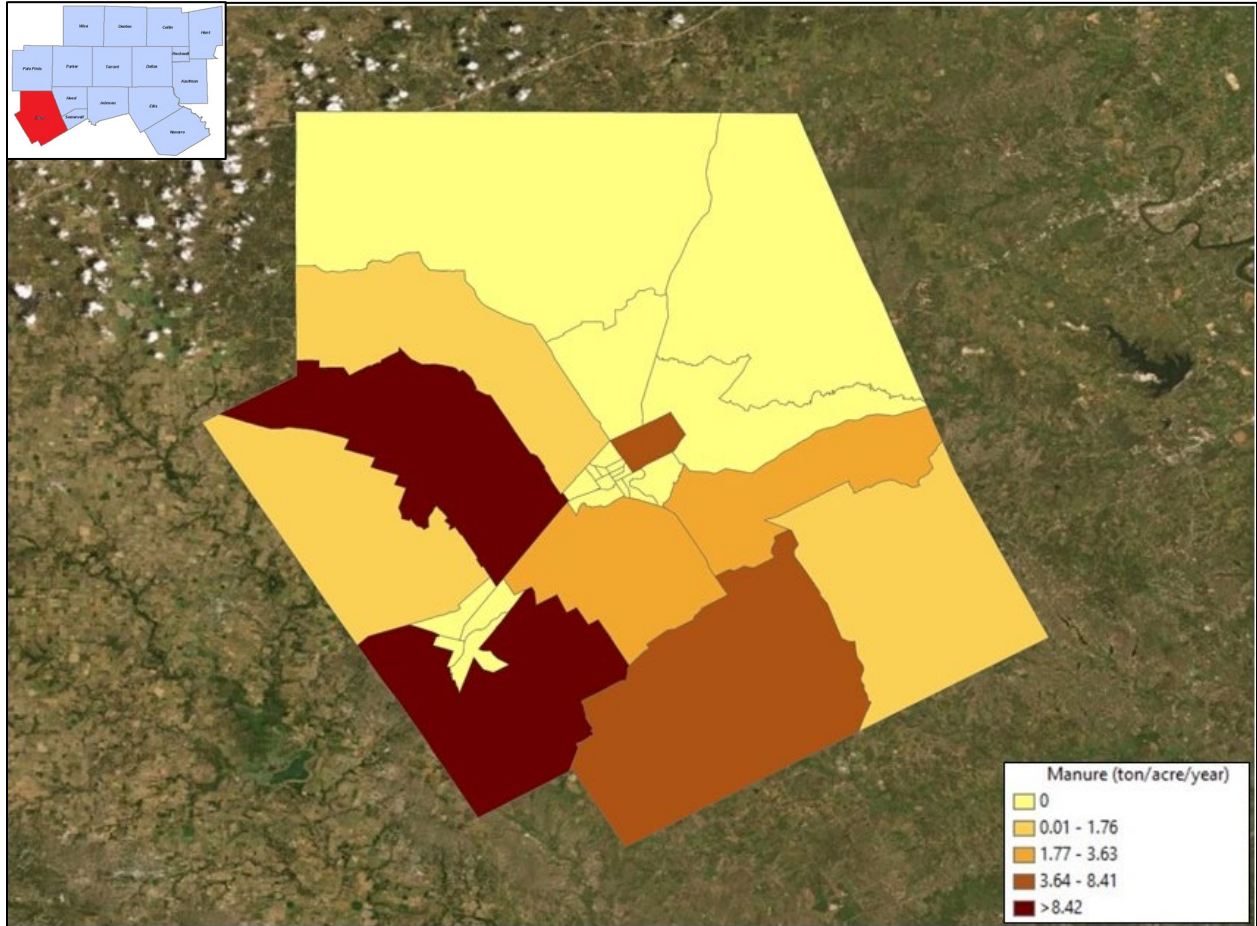 Wise
Denton
Collin
Hunt
Rockwall
Palo Pinto
Parker
Tarrant
Dallas
Kaufman
Hood
Johnson
Ellis
Somervell
Navarro
Manure (ton/acre/year)
0
0.01 - 1.76
1.77 - 3.63
3.64 - 8.41
>8.42